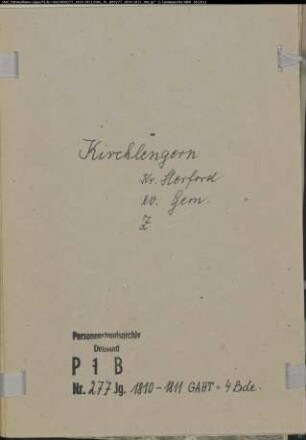 Kirchlengern
Kr. Herford
ev. Gem.
Z
Personenstandsarchiv
Detmold
P 1 B
Nr. 277 Jg. 1810-1811 GAHT = 4 Bde.